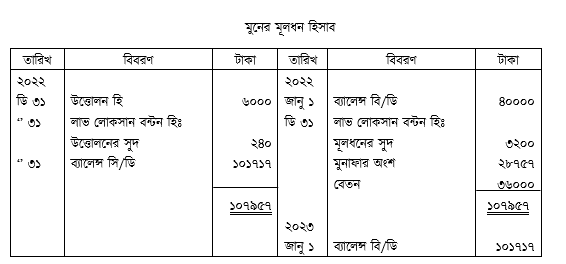 মুনের মূলধন হিসাব
তারিখ বিবরণ টাকা তারিখ বিবরণ টাকা
২০২২ ২০২২
ডি ৩১ উত্তোলন হি ৬০০০ জানু ১ ব্যালেন্স বি/ডি ৪০০০০
“ ৩১ লাভ লোকসান বন্টন হিঃ ডি ৩১ লাভ লোকসান বন্টন হিঃ
উত্তোলনের সুদ ২৪০ মূলধনের সুদ ৩২০০
“ ৩১ ব্যালেন্স সি/ডি ১০১৭১৭ মুনাফার অংশ ২৮৭৫৭
বেতন ৩৬০০০
১০৭৯৫৭ ১০৭৯৫৭
২০২৩
জানু ১ ব্যালেন্স বি/ডি ১০১৭১৭